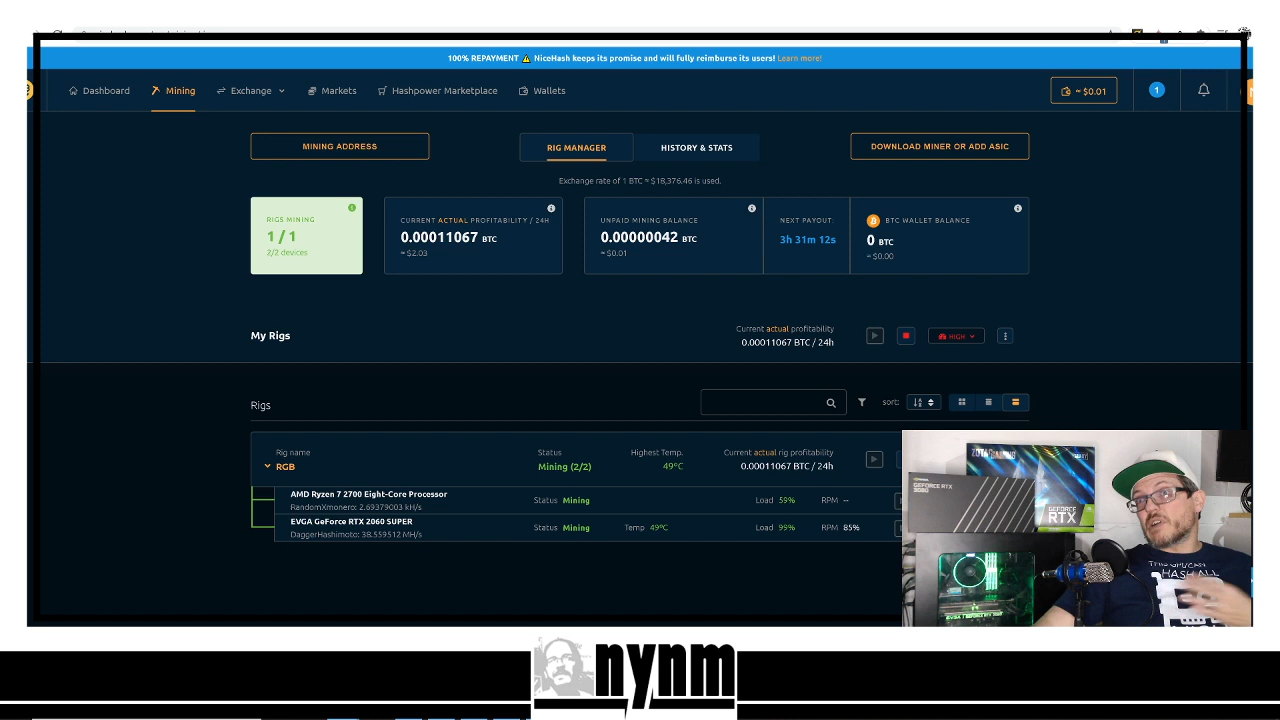 100% REPAYMENT ⚠ NiceHash keeps its promise and will fully reimburse its users! Learn more!
Dashboard Mining Exchange Markets Hashpower Marketplace Wallets ≈ $0.01 1
MINING ADDRESS RIG MANAGER HISTORY & STATS DOWNLOAD MINER OR ADD ASIC
Exchange rate of 1 BTC ≈ $18,376.46 is used.
RIGS MINING
1 / 1
2/2 devices
CURRENT ACTUAL PROFITABILITY / 24H
0.00011067 BTC
≈ $2.03
UNPAID MINING BALANCE
0.00000042 BTC
≈ $0.01
NEXT PAYOUT:
3h 31m 12s
BTC WALLET BALANCE
0 BTC
≈ $0.00
My Rigs
Current actual profitability
0.00011067 BTC / 24h
HIGH
Rigs
sort:
Rig name Status Highest Temp. Current actual rig profitability
RGB Mining (2/2) 49°C 0.00011067 BTC / 24h
AMD Ryzen 7 2700 Eight-Core Processor
RandomXmonero: 2.69379003 kH/s
Status Mining Load 59% RPM --
EVGA GeForce RTX 2060 SUPER
DaggerHashimoto: 38.559512 MH/s
Status Mining Temp 49°C Load 99% RPM 85%
ZOTAC GAMING
GEFORCE RTX
3080
GEFORCE
RTX
nynm